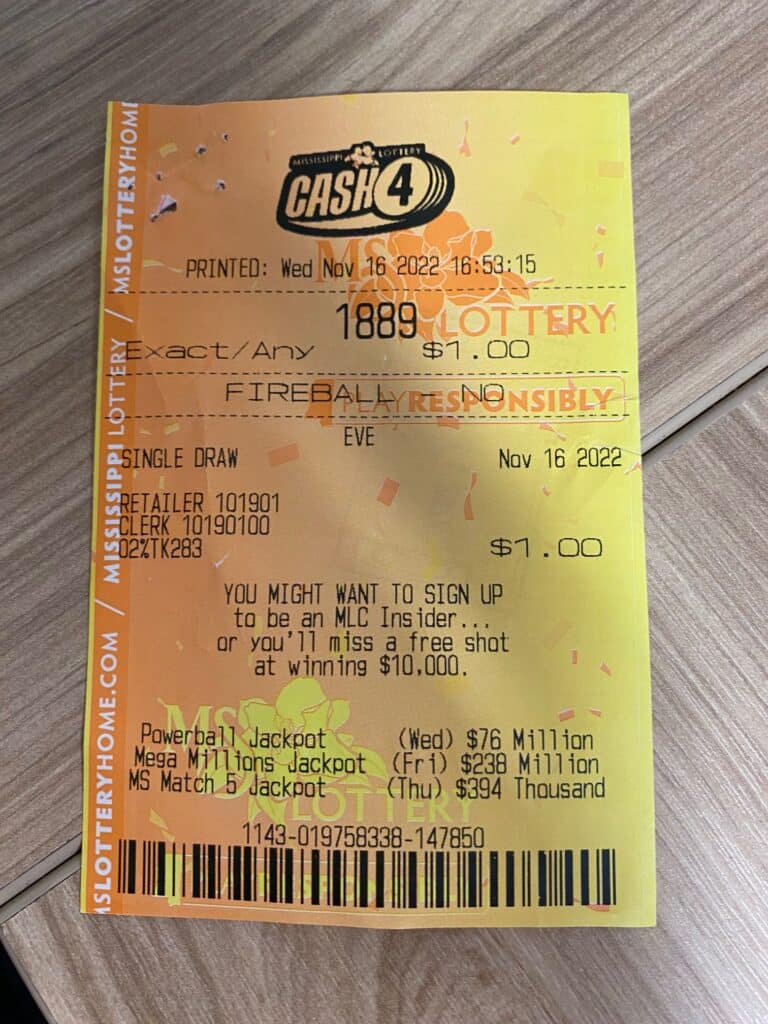 MISSISSIPPI LOTTERY
CASH 4
PRINTED: Wed Nov 16 2022 16:53:15
1889
Exact/Any $1.00
FIREBALL - NO
EVE
SINGLE DRAW Nov 16 2022
RETAILER 101901
CLERK 10190100
02%TK283 $1.00
YOU MIGHT WANT TO SIGN UP
to be an MLC Insider...
or you'll miss a free shot
at winning $10,000.
Powerball Jackpot (Wed) $76 Million
Mega Millions Jackpot (Fri) $238 Million
MS Match 5 Jackpot (Thu) $394 Thousand
1143-019758338-147850
MS LOTTERY
PLAY RESPONSIBLY
MS LOTTERY
MSLOTTERYHOME.COM / MISSISSIPPI LOTTERY / MSLOTTERYHOME